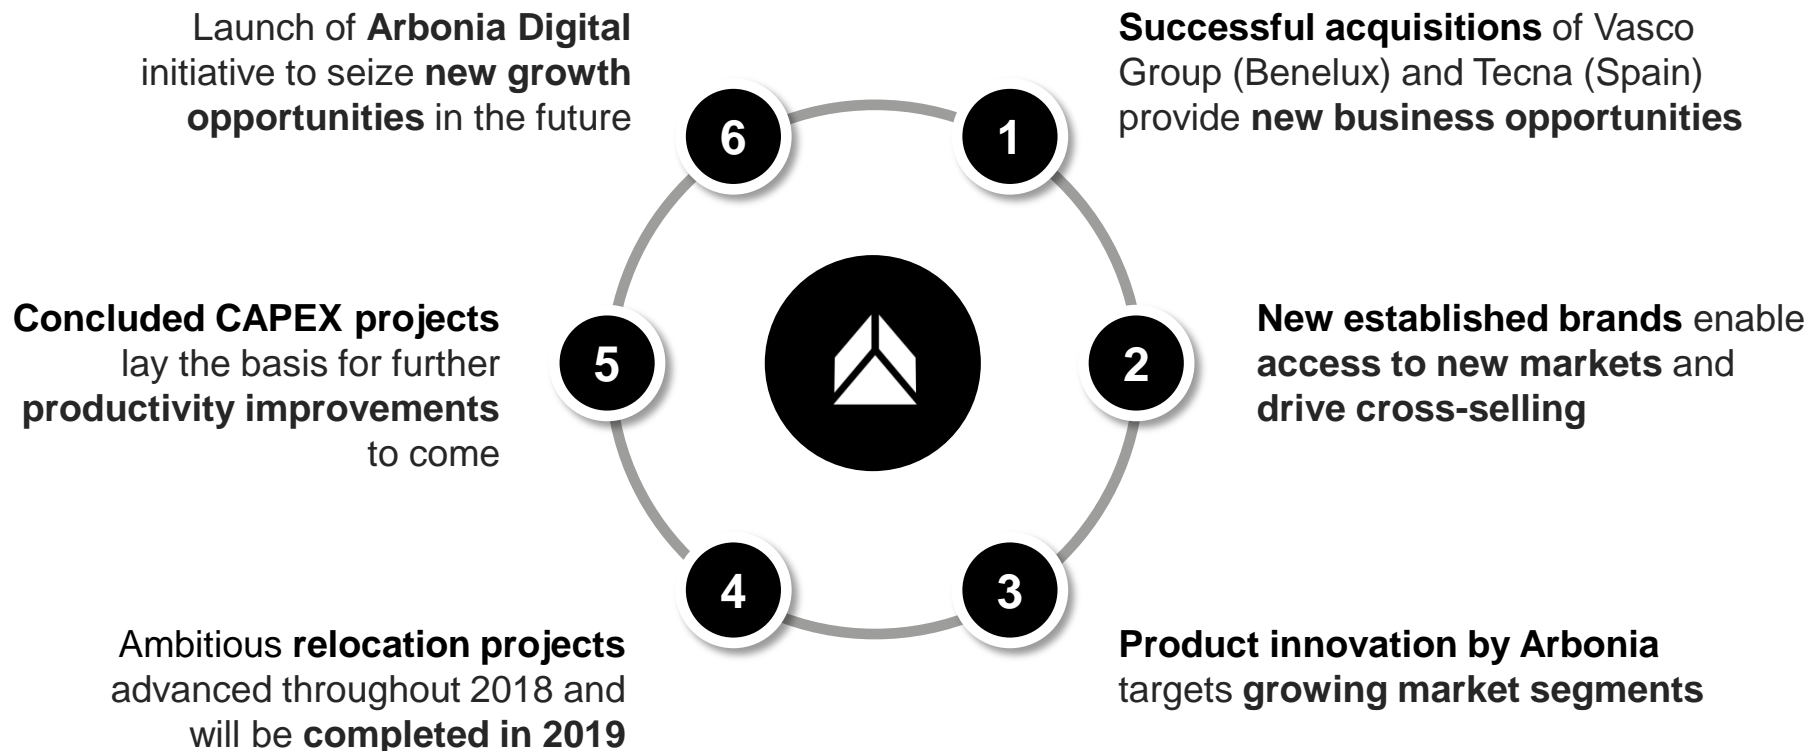 Launch of Arbonia Digital
initiative to seize new growth
opportunities in the future
6
1
Successful acquisitions of Vasco
Group (Benelux) and Tecna (Spain)
provide new business opportunities
Concluded CAPEX projects
lay the basis for further
productivity improvements
to come
5
2
New established brands enable
access to new markets and
drive cross-selling
4
3
Ambitious relocation projects
advanced throughout 2018 and
will be completed in 2019
Product innovation by Arbonia
targets growing market segments